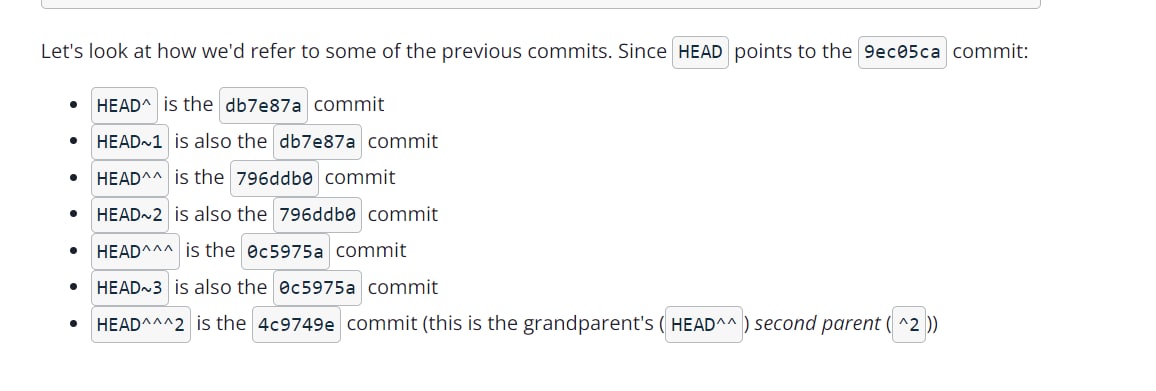 Let's look at how we'd refer to some of the previous commits. Since HEAD points to the 9ec05ca commit:
• HEAD^ is the db7e87a commit
• HEAD~1 is also the db7e87a commit
• HEAD^^ is the 796ddb0 commit
• HEAD~2 is also the 796ddb0 commit
• HEAD^^^ is the 0c5975a commit
• HEAD~3 is also the 0c5975a commit
• HEAD^^^2 is the 4c9749e commit (this is the grandparent's (HEAD^^) second parent (^2))